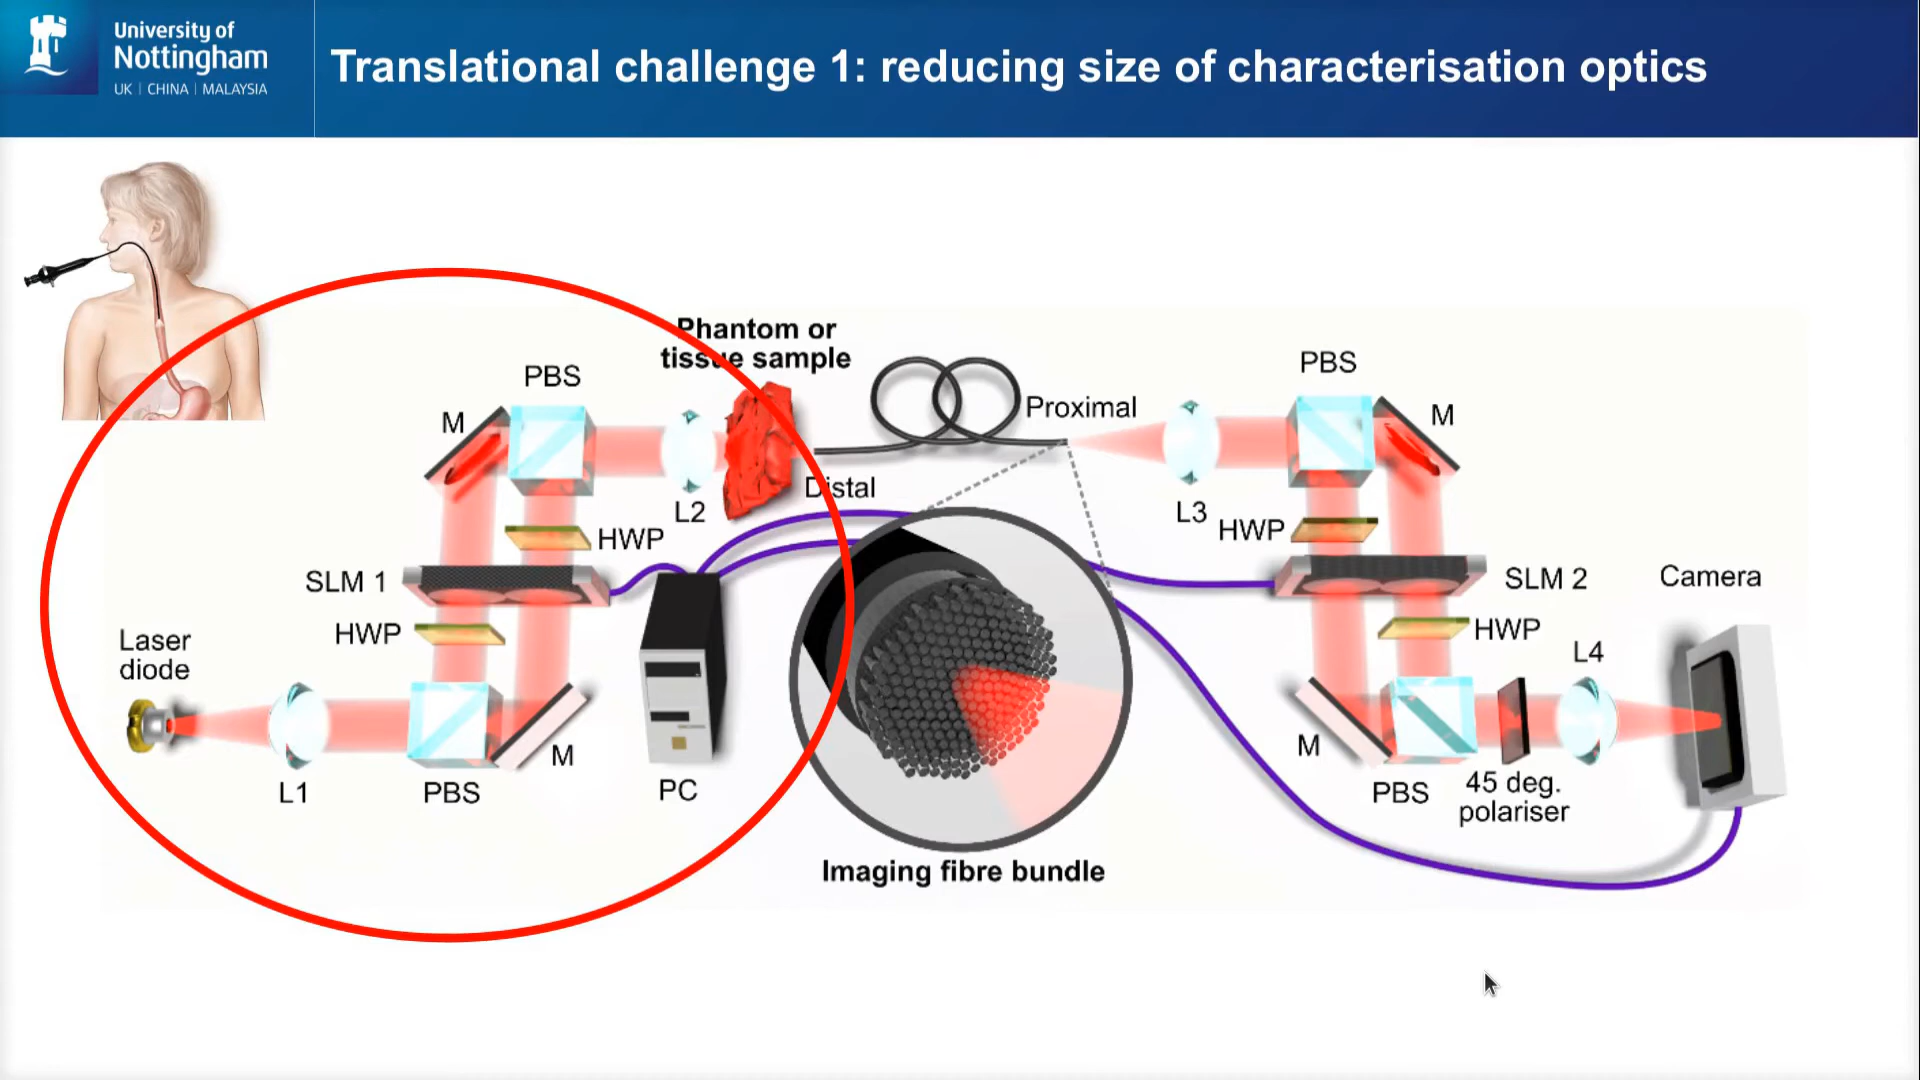 University of
Nottingham
UK | CHINA | MALAYSIA
Translational challenge 1: reducing size of characterisation optics
Phantom or
tissue sample
PBS
M
L2
Distal
HWP
SLM 1
HWP
Laser
diode
L1
PBS
M
PC
Proximal
Imaging fibre bundle
PBS
M
L3
HWP
SLM 2
HWP
Camera
L4
M
PBS
45 deg.
polariser